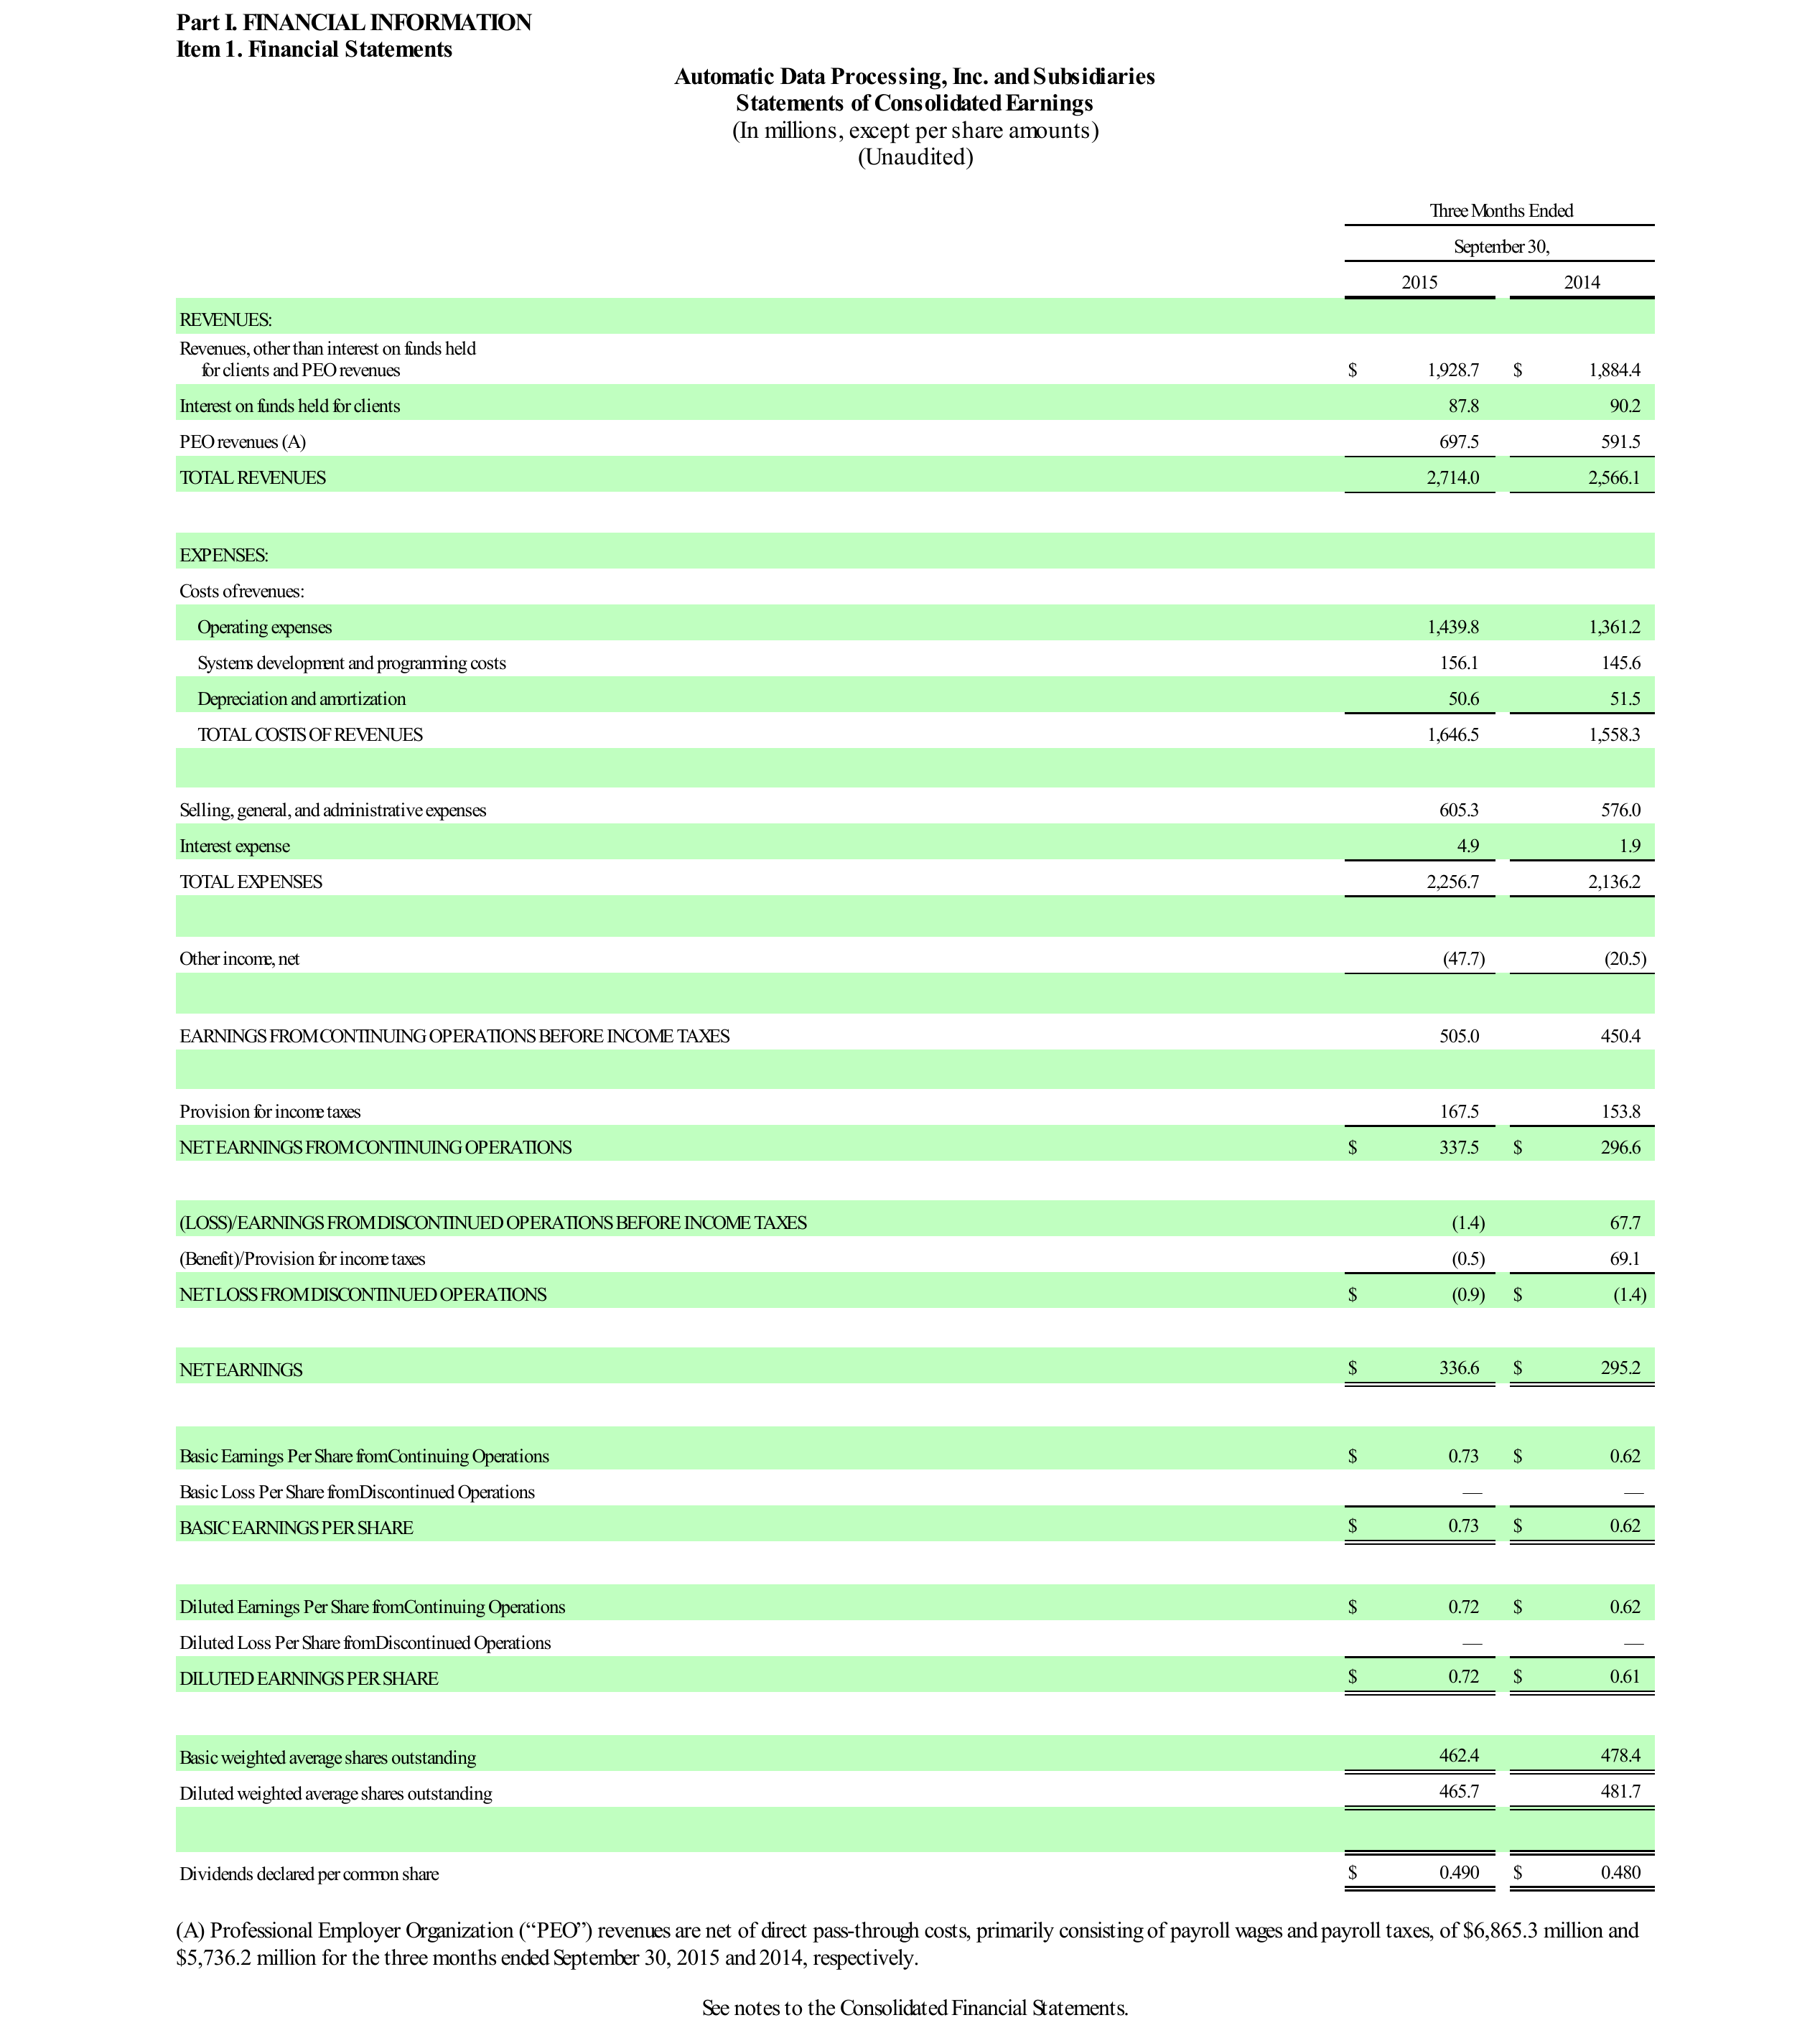 Part I. FINANCIAL INFORMATION
Item 1. Financial Statements
Automatic Data Processing, Inc. and Subsidiaries
Statements of Consolidated Earnings
(In millions, except per share amounts)
(Unaudited)
Three Months Ended
September 30,
2015 2014
REVENUES:
Revenues, other than interest on funds held
for clients and PEO revenues $ 1,928.7 $ 1,884.4
Interest on funds held for clients 87.8 90.2
PEO revenues (A) 697.5 591.5
TOTAL REVENUES 2,714.0 2,566.1
EXPENSES:
Costs of revenues:
Operating expenses 1,439.8 1,361.2
Systems development and programming costs 156.1 145.6
Depreciation and amortization 50.6 51.5
TOTAL COSTS OF REVENUES 1,646.5 1,558.3
Selling, general, and administrative expenses 605.3 576.0
Interest expense 4.9 1.9
TOTAL EXPENSES 2,256.7 2,136.2
Other income, net (47.7) (20.5)
EARNINGS FROM CONTINUING OPERATIONS BEFORE INCOME TAXES 505.0 450.4
Provision for income taxes 167.5 153.8
NET EARNINGS FROM CONTINUING OPERATIONS $ 337.5 $ 296.6
(LOSS)/EARNINGS FROM DISCONTINUED OPERATIONS BEFORE INCOME TAXES (1.4) 67.7
(Benefit)/Provision for income taxes (0.5) 69.1
NET LOSS FROM DISCONTINUED OPERATIONS $ (0.9) $ (1.4)
NET EARNINGS $ 336.6 $ 295.2
Basic Earnings Per Share from Continuing Operations $ 0.73 $ 0.62
Basic Loss Per Share from Discontinued Operations — —
BASIC EARNINGS PER SHARE $ 0.73 $ 0.62
Diluted Earnings Per Share from Continuing Operations $ 0.72 $ 0.62
Diluted Loss Per Share from Discontinued Operations — —
DILUTED EARNINGS PER SHARE $ 0.72 $ 0.61
Basic weighted average shares outstanding 462.4 478.4
Diluted weighted average shares outstanding 465.7 481.7
Dividends declared per common share $ 0.490 $ 0.480
(A) Professional Employer Organization (“PEO”) revenues are net of direct pass-through costs, primarily consisting of payroll wages and payroll taxes, of $6,865.3 million and
$5,736.2 million for the three months ended September 30, 2015 and 2014, respectively.
See notes to the Consolidated Financial Statements.